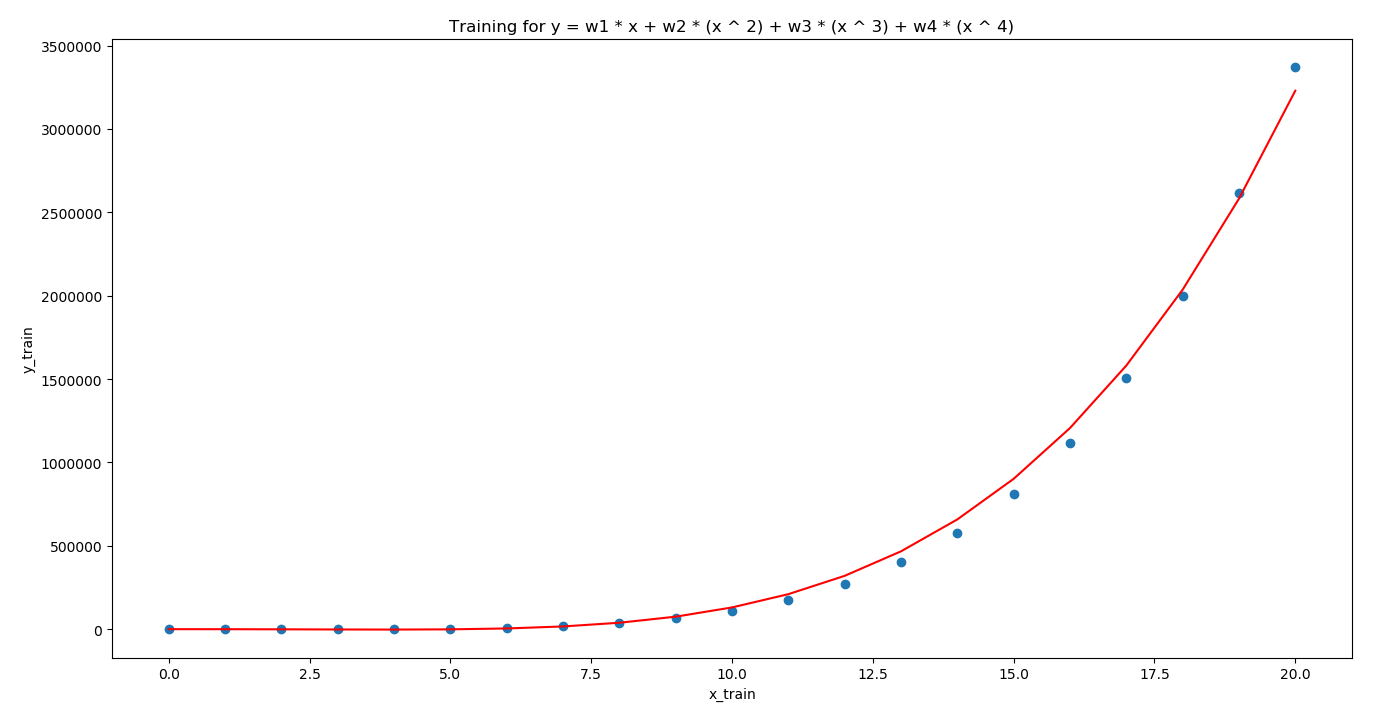 Training for y = w1 * x + w2 * (x ^ 2) + w3 * (x ^ 3) + w4 * (x ^ 4)
3500000
3000000
2500000
2000000
1500000
1000000
500000
0
y_train
0.0 2.5 5.0 7.5 10.0 12.5 15.0 17.5 20.0
x_train